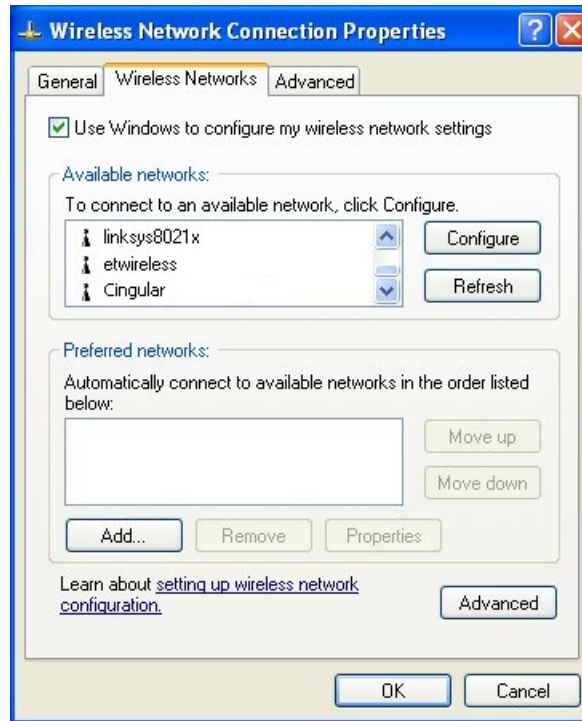 Wireless Network Connection Properties
General Wireless Networks Advanced
Use Windows to configure my wireless network settings
Available networks:
To connect to an available network, click Configure.
linksys8021x
etwireless
Cingular
Configure
Refresh
Preferred networks:
Automatically connect to available networks in the order listed
below:
Move up
Move down
Add... Remove Properties
Learn about setting up wireless network
configuration.
Advanced
OK Cancel